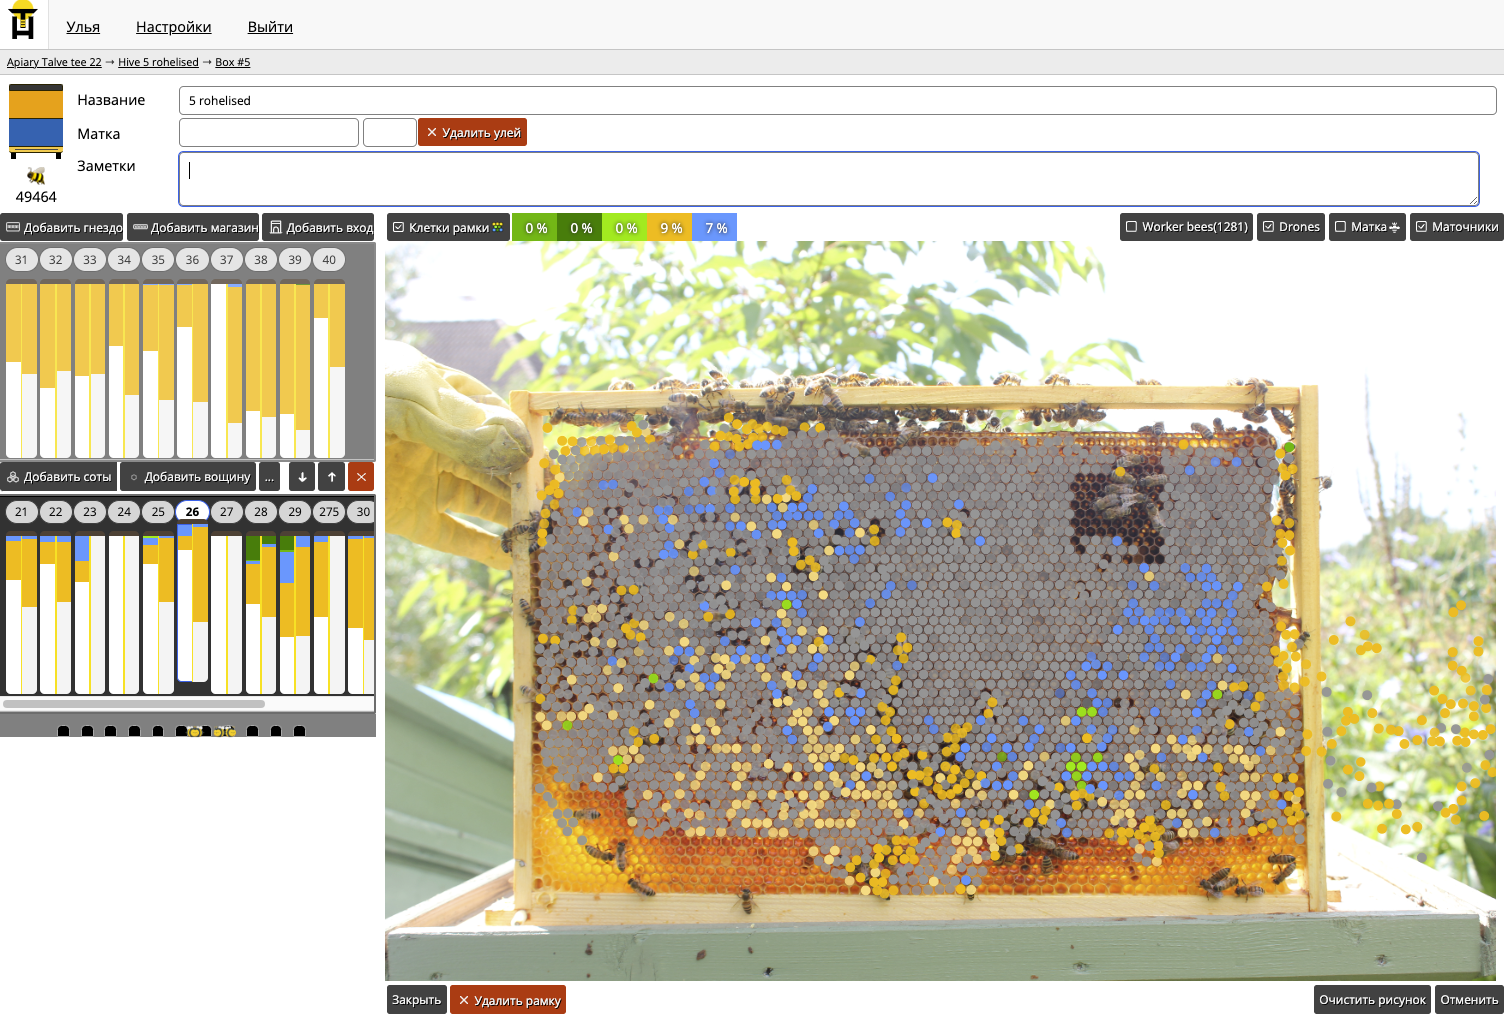 Улья Настройки Выйти
Apiary Talve tee 22 → Hive 5 rohelised → Box #5
Название 5 rohelised
Матка ✕ Удалить улей
Заметки
49464
Добавить гнездо Добавить магазин Добавить вход Клетки рамки 0 % 0 % 0 % 9 % 7 % Worker bees(1281) Drones Матка Маточники
31 32 33 34 35 36 37 38 39 40
Добавить соты Добавить вощину ... ↓ ↑ ✕
21 22 23 24 25 26 27 28 29 275 30
Закрыть ✕ Удалить рамку Очистить рисунок Отменить